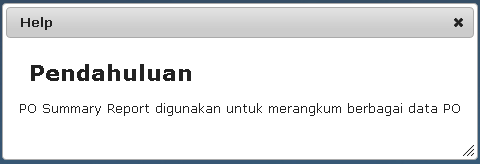 Help
Pendahuluan
PO Summary Report digunakan untuk merangkum berbagai data PO